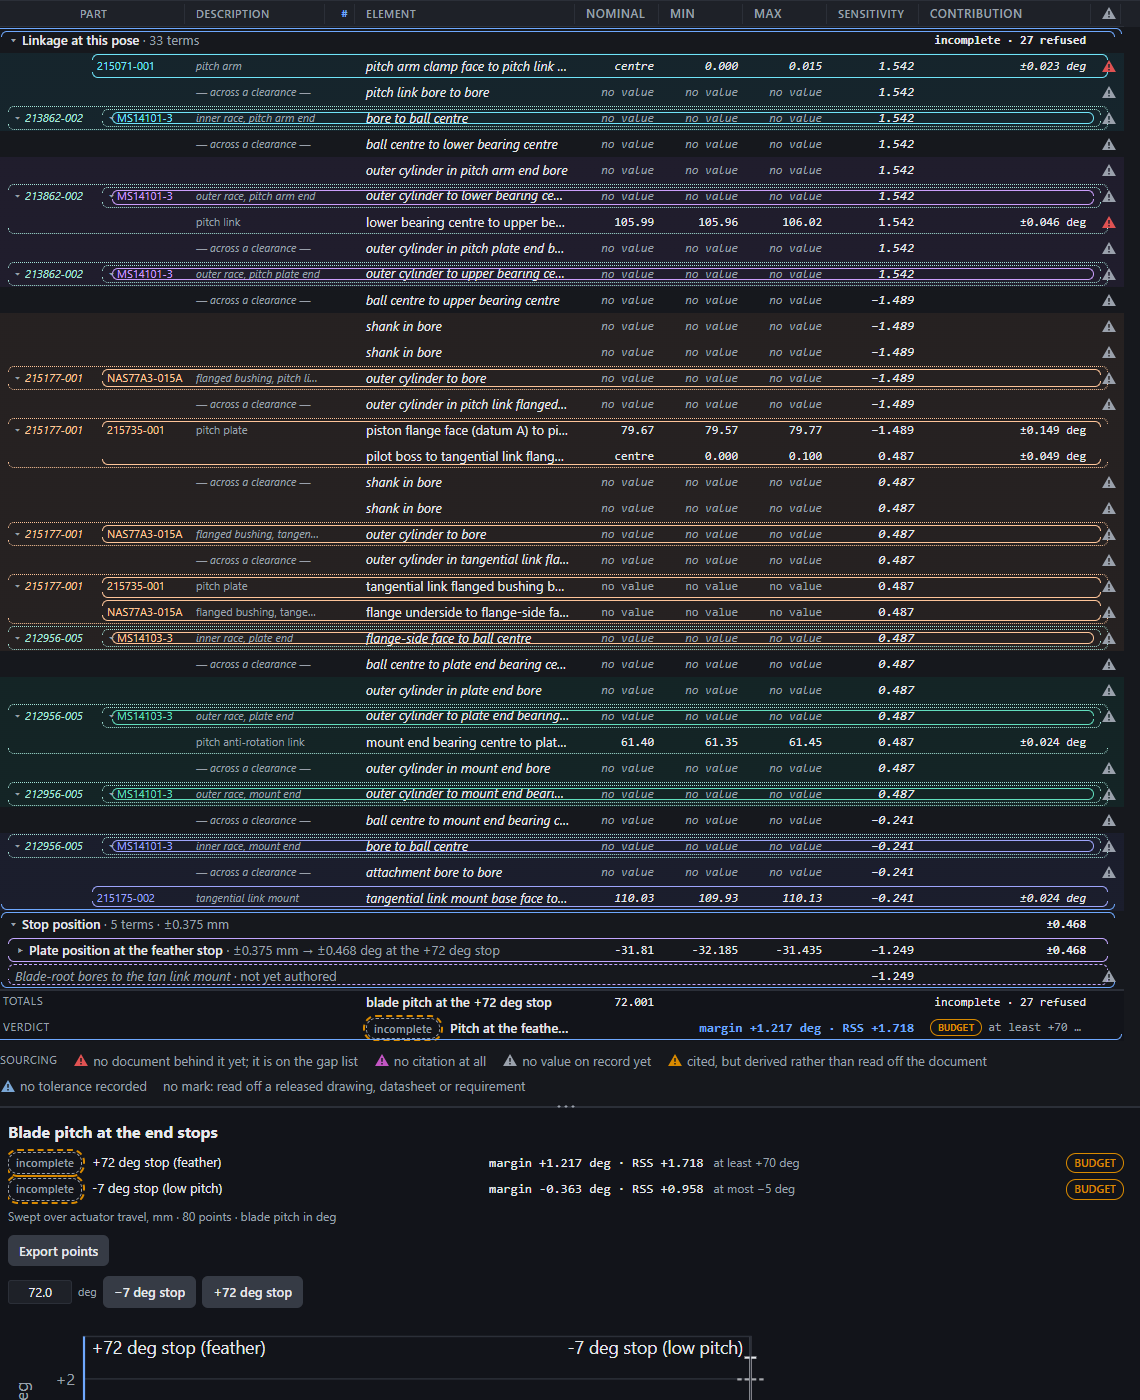 PART DESCRIPTION # ELEMENT NOMINAL MIN MAX SENSITIVITY CONTRIBUTION
Linkage at this pose · 33 terms incomplete · 27 refused
215071-001 pitch arm pitch arm clamp face to pitch link ... centre 0.000 0.015 1.542 ±0.023 deg
— across a clearance — pitch link bore to bore no value no value no value 1.542
213862-002 MS14101-3 inner race, pitch arm end bore to ball centre no value no value no value 1.542
— across a clearance — ball centre to lower bearing centre no value no value no value 1.542
outer cylinder in pitch arm end bore no value no value no value 1.542
213862-002 MS14101-3 outer race, pitch arm end outer cylinder to lower bearing ce... no value no value no value 1.542
pitch link lower bearing centre to upper be... 105.99 105.96 106.02 1.542 ±0.046 deg
— across a clearance — outer cylinder in pitch plate end b... no value no value no value 1.542
213862-002 MS14101-3 outer race, pitch plate end outer cylinder to upper bearing ce... no value no value no value 1.542
— across a clearance — ball centre to upper bearing centre no value no value no value −1.489
shank in bore no value no value no value −1.489
shank in bore no value no value no value −1.489
215177-001 NAS77A3-015A flanged bushing, pitch li... outer cylinder to bore no value no value no value −1.489
— across a clearance — outer cylinder in pitch link flanged... no value no value no value −1.489
215177-001 215735-001 pitch plate piston flange face (datum A) to pi... 79.67 79.57 79.77 −1.489 ±0.149 deg
pilot boss to tangential link flang... centre 0.000 0.100 0.487 ±0.049 deg
— across a clearance — shank in bore no value no value no value 0.487
shank in bore no value no value no value 0.487
215177-001 NAS77A3-015A flanged bushing, tangen... outer cylinder to bore no value no value no value 0.487
— across a clearance — outer cylinder in tangential link fla... no value no value no value 0.487
215177-001 215735-001 pitch plate tangential link flanged bushing b... no value no value no value 0.487
NAS77A3-015A flanged bushing, tange... flange underside to flange-side fa... no value no value no value 0.487
212956-005 MS14103-3 inner race, plate end flange-side face to ball centre no value no value no value 0.487
— across a clearance — ball centre to plate end bearing ce... no value no value no value 0.487
outer cylinder in plate end bore no value no value no value 0.487
212956-005 MS14103-3 outer race, plate end outer cylinder to plate end bearing... no value no value no value 0.487
pitch anti-rotation link mount end bearing centre to plat... 61.40 61.35 61.45 0.487 ±0.024 deg
— across a clearance — outer cylinder in mount end bore no value no value no value 0.487
212956-005 MS14101-3 outer race, mount end outer cylinder to mount end beari... no value no value no value 0.487
— across a clearance — ball centre to mount end bearing c... no value no value no value −0.241
212956-005 MS14101-3 inner race, mount end bore to ball centre no value no value no value −0.241
— across a clearance — attachment bore to bore no value no value no value −0.241
215175-002 tangential link mount tangential link mount base face to... 110.03 109.93 110.13 −0.241 ±0.024 deg
Stop position · 5 terms · ±0.375 mm ±0.468
Plate position at the feather stop · ±0.375 mm → ±0.468 deg at the +72 deg stop -31.81 -32.185 -31.435 −1.249 ±0.468
Blade-root bores to the tan link mount · not yet authored −1.249
TOTALS blade pitch at the +72 deg stop 72.001 incomplete · 27 refused
VERDICT incomplete Pitch at the feathe... margin +1.217 deg · RSS +1.718 BUDGET at least +70 …
SOURCING no document behind it yet; it is on the gap list no citation at all no value on record yet cited, but derived rather than read off the document
no tolerance recorded no mark: read off a released drawing, datasheet or requirement
Blade pitch at the end stops
incomplete +72 deg stop (feather) margin +1.217 deg · RSS +1.718 at least +70 deg BUDGET
incomplete -7 deg stop (low pitch) margin -0.363 deg · RSS +0.958 at most −5 deg BUDGET
Swept over actuator travel, mm · 80 points · blade pitch in deg
Export points
72.0 deg −7 deg stop +72 deg stop
+72 deg stop (feather) -7 deg stop (low pitch)
+2
eg